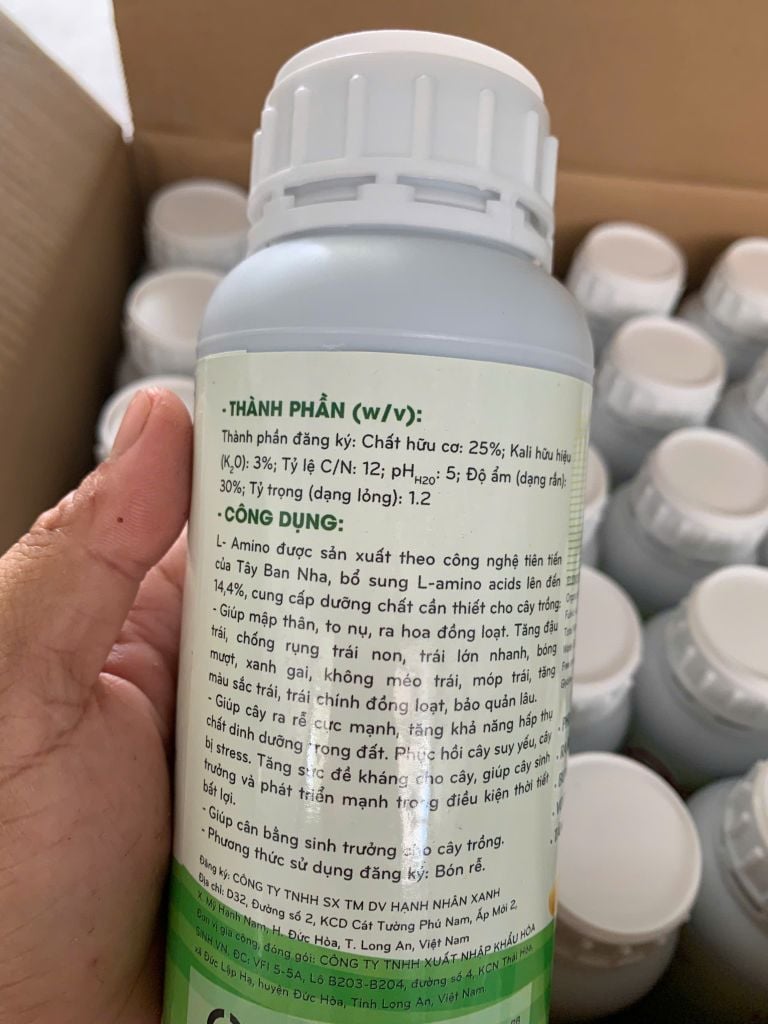 · THÀNH PHẦN (w/v):
Thành phần đăng ký: Chất hữu cơ: 25%; Kali hữu hiệu
(K₂O): 3%; Tỷ lệ C/N: 12; pHH₂O: 5; Độ ẩm (dạng rắn):
30%; Tỷ trọng (dạng lỏng): 1.2
· CÔNG DỤNG:
L- Amino được sản xuất theo công nghệ tiên tiến
của Tây Ban Nha, bổ sung L-amino acids lên đến
14,4%, cung cấp dưỡng chất cần thiết cho cây trồng.
- Giúp mập thân, to nụ, ra hoa đồng loạt. Tăng đậu
trái, chống rụng trái non, trái lớn nhanh, bóng
mượt, xanh gai, không méo trái, móp trái, tăng
màu sắc trái, trái chính đồng loạt, bảo quản lâu.
- Giúp cây ra rễ cực mạnh, tăng khả năng hấp thụ
chất dinh dưỡng trong đất. Phục hồi cây suy yếu, cây
bị stress. Tăng sức đề kháng cho cây, giúp cây sinh
trưởng và phát triển mạnh trong điều kiện thời tiết
bất lợi.
- Giúp cân bằng sinh trưởng cho cây trồng.
- Phương thức sử dụng đăng ký: Bón rễ.
Đăng ký: CÔNG TY TNHH SX TM DV HẠNH NHÂN XANH
Địa chỉ: D32, Đường số 2, KCD Cát Tường Phú Nam, Ấp Mới 2,
X. Mỹ Hạnh Nam, H. Đức Hòa, T. Long An, Việt Nam
Đơn vị gia công, đóng gói: CÔNG TY TNHH XUẤT NHẬP KHẨU HÓA
SINH VN, ĐC: VFI 5-5A, Lô B203-B204, đường số 4, KCN Thái Hòa,
xã Đức Lập Hạ, huyện Đức Hòa, Tỉnh Long An, Việt Nam.